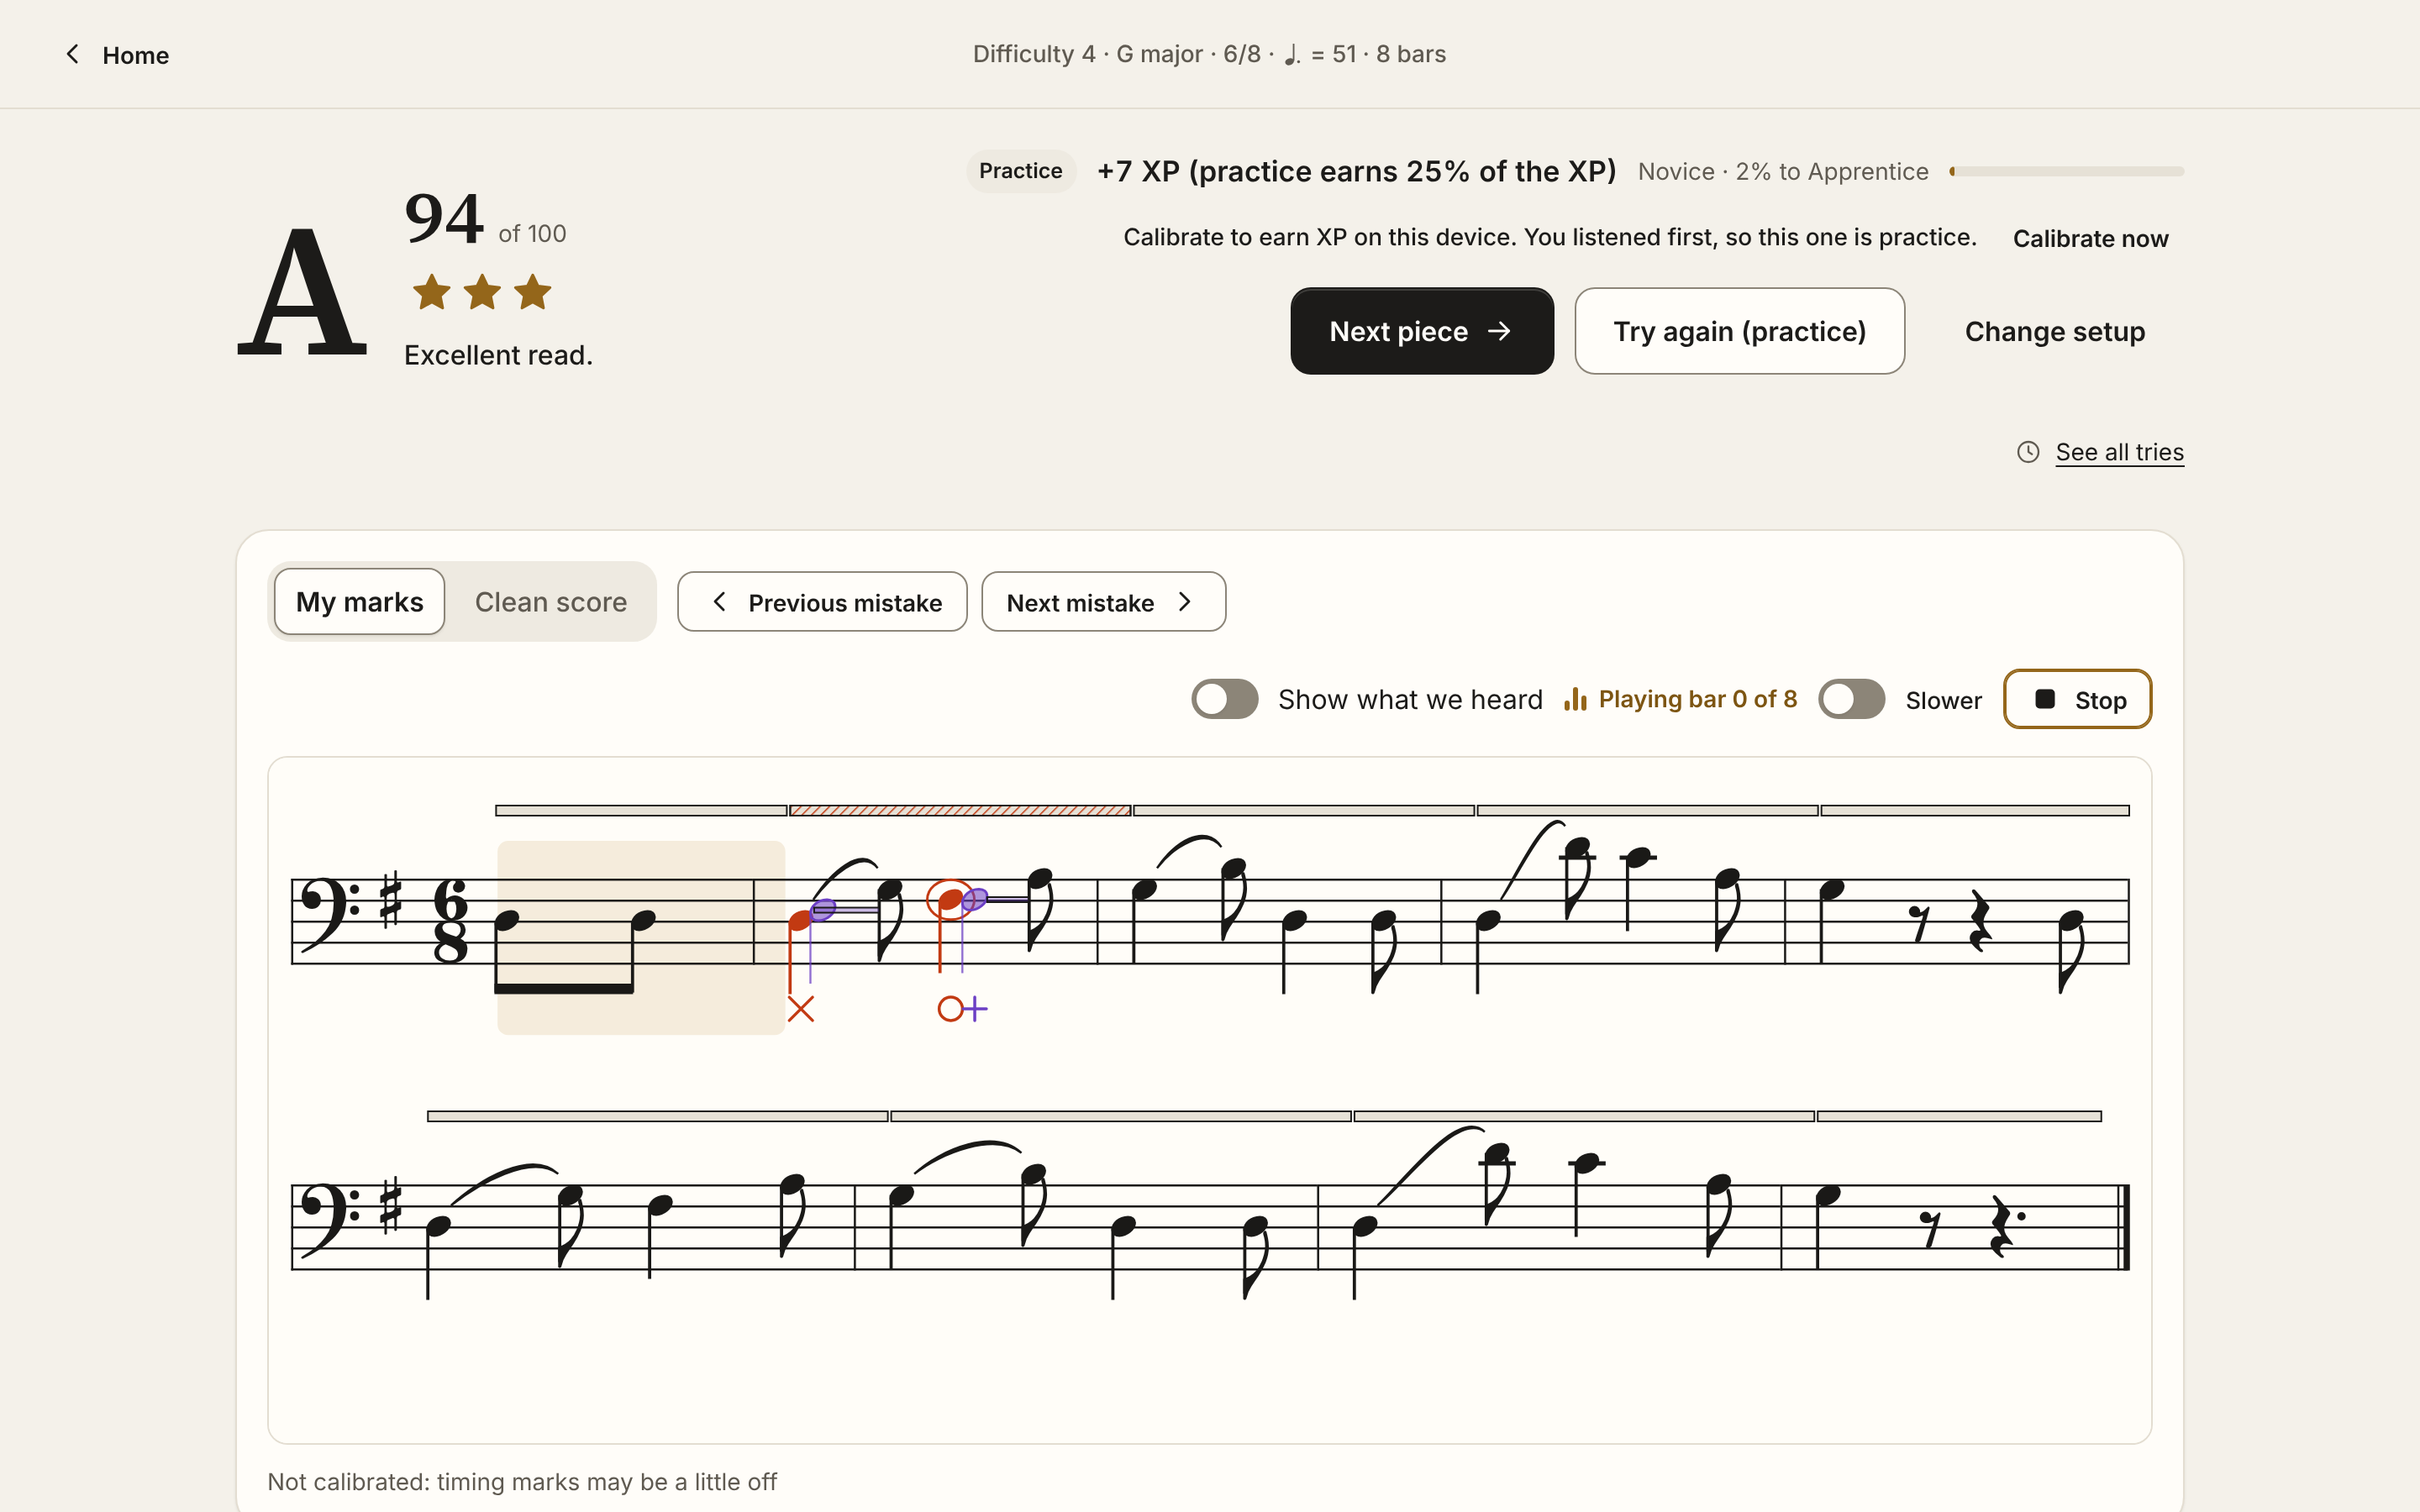 Home
Difficulty 4 · G major · 6/8 · ♩. = 51 · 8 bars
A
94 of 100
Excellent read.
Practice +7 XP (practice earns 25% of the XP) Novice · 2% to Apprentice
Calibrate to earn XP on this device. You listened first, so this one is practice. Calibrate now
Next piece → Try again (practice) Change setup
See all tries
My marks Clean score Previous mistake Next mistake
Show what we heard Playing bar 0 of 8 Slower Stop
6
8
Not calibrated: timing marks may be a little off